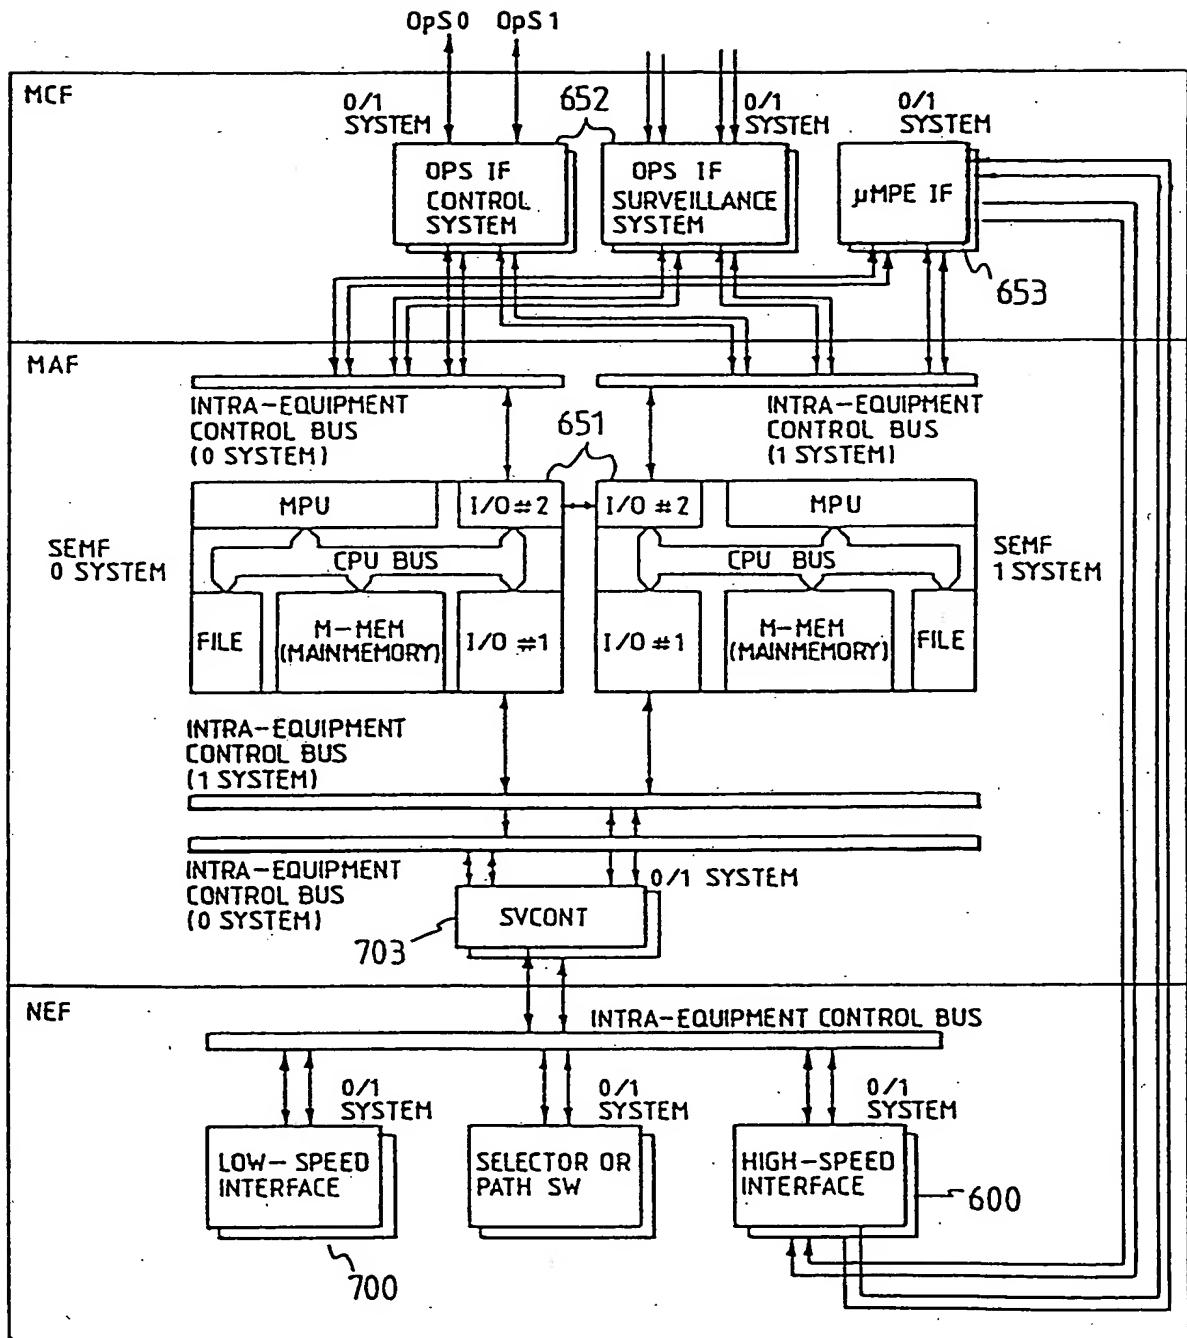 OpS0 OpS1
MCF
0/1
SYSTEM
652
0/1
SYSTEM
0/1
SYSTEM
OPS IF
CONTROL
SYSTEM
OPS IF
SURVEILLANCE
SYSTEM
μMPE IF
653
MAF
INTRA-EQUIPMENT
CONTROL BUS
(0 SYSTEM)
651
INTRA-EQUIPMENT
CONTROL BUS
(1 SYSTEM)
SEMF
0 SYSTEM
MPU
I/O #2
CPU BUS
FILE
M-MEM
(MAINMEMORY)
I/O #1
I/O #2
MPU
CPU BUS
I/O #1
M-MEM
(MAINMEMORY)
FILE
SEMF
1 SYSTEM
INTRA-EQUIPMENT
CONTROL BUS
(1 SYSTEM)
INTRA-EQUIPMENT
CONTROL BUS
(0 SYSTEM)
0/1 SYSTEM
SVCONT
703
NEF
INTRA-EQUIPMENT CONTROL BUS
0/1
SYSTEM
0/1
SYSTEM
0/1
SYSTEM
LOW-SPEED
INTERFACE
SELECTOR OR
PATH SW
HIGH-SPEED
INTERFACE
600
700